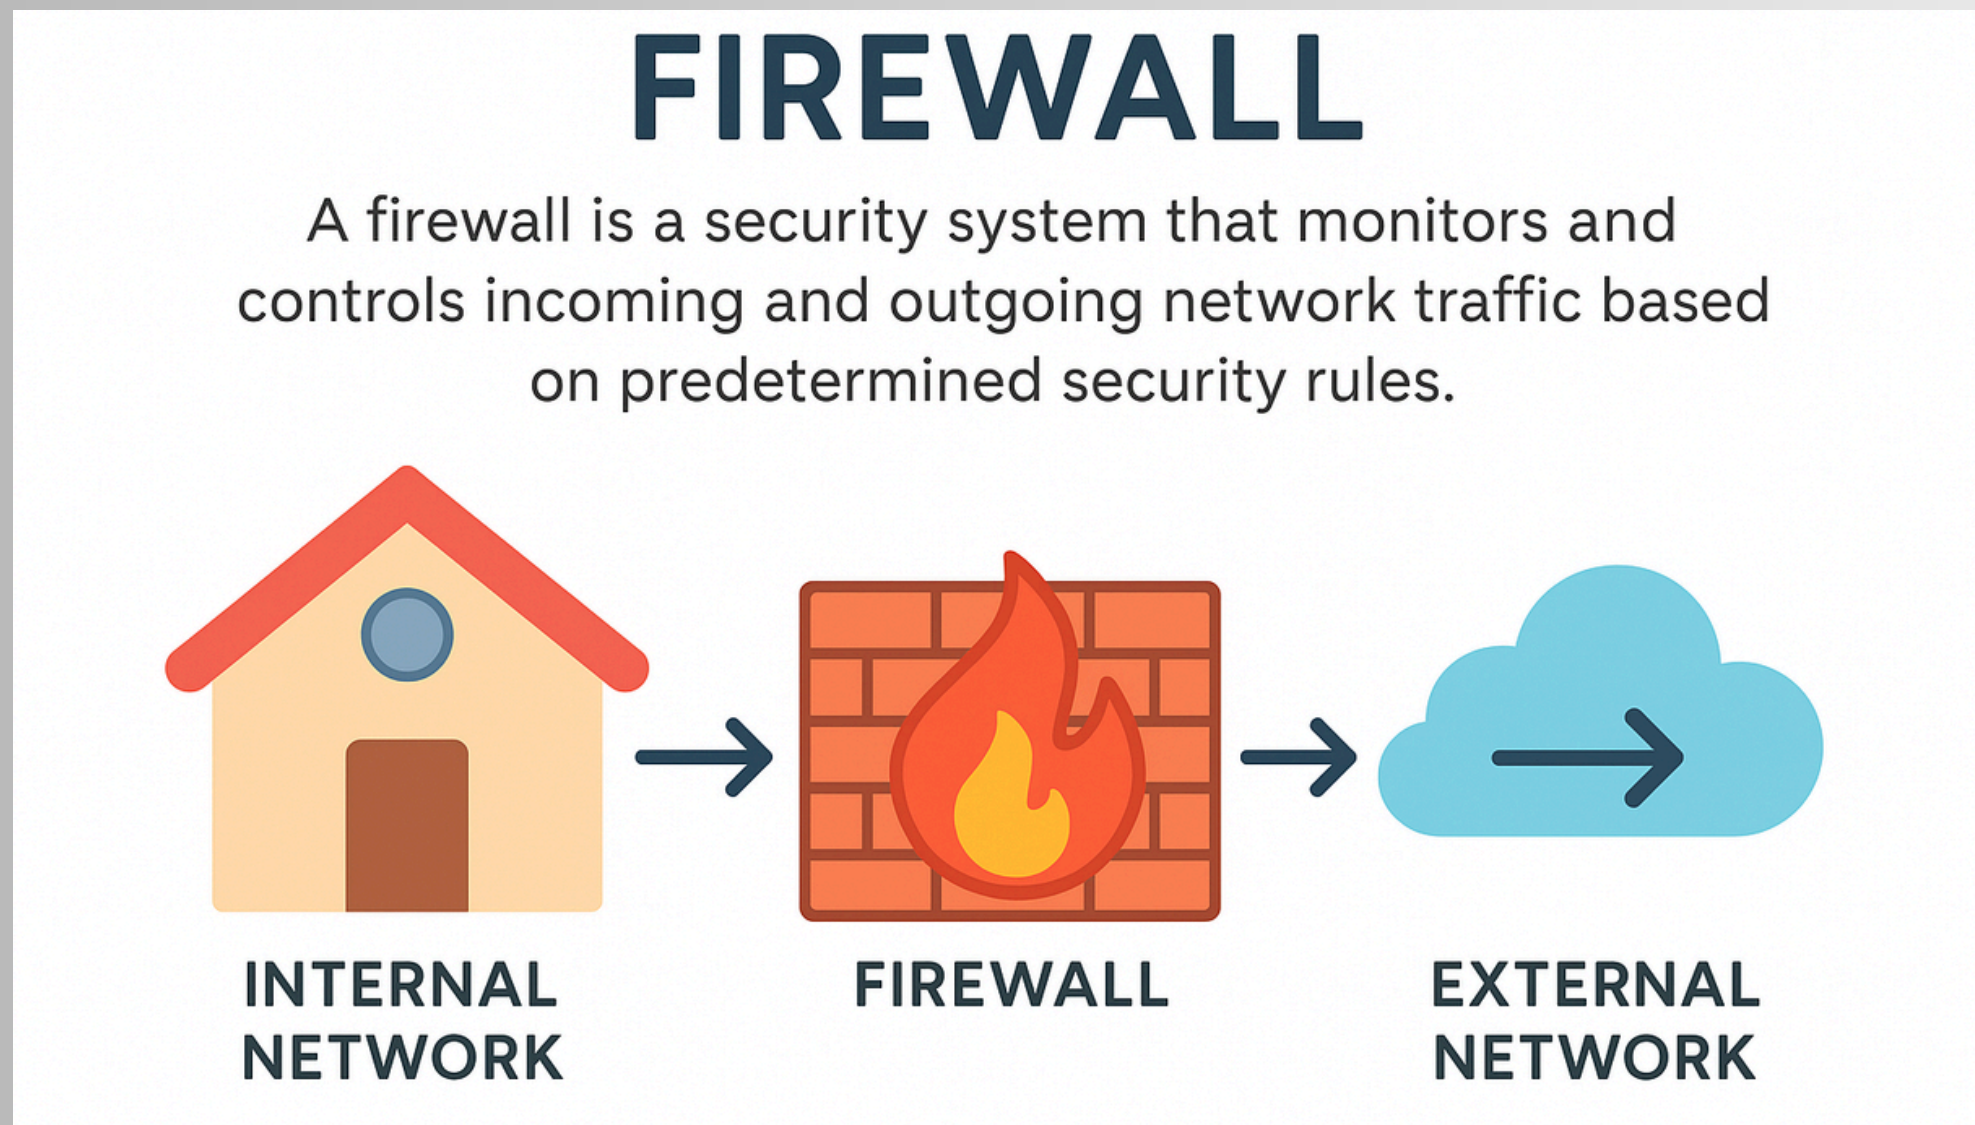 FIREWALL
A firewall is a security system that monitors and
controls incoming and outgoing network traffic based
on predetermined security rules.
INTERNAL
NETWORK
FIREWALL
EXTERNAL
NETWORK